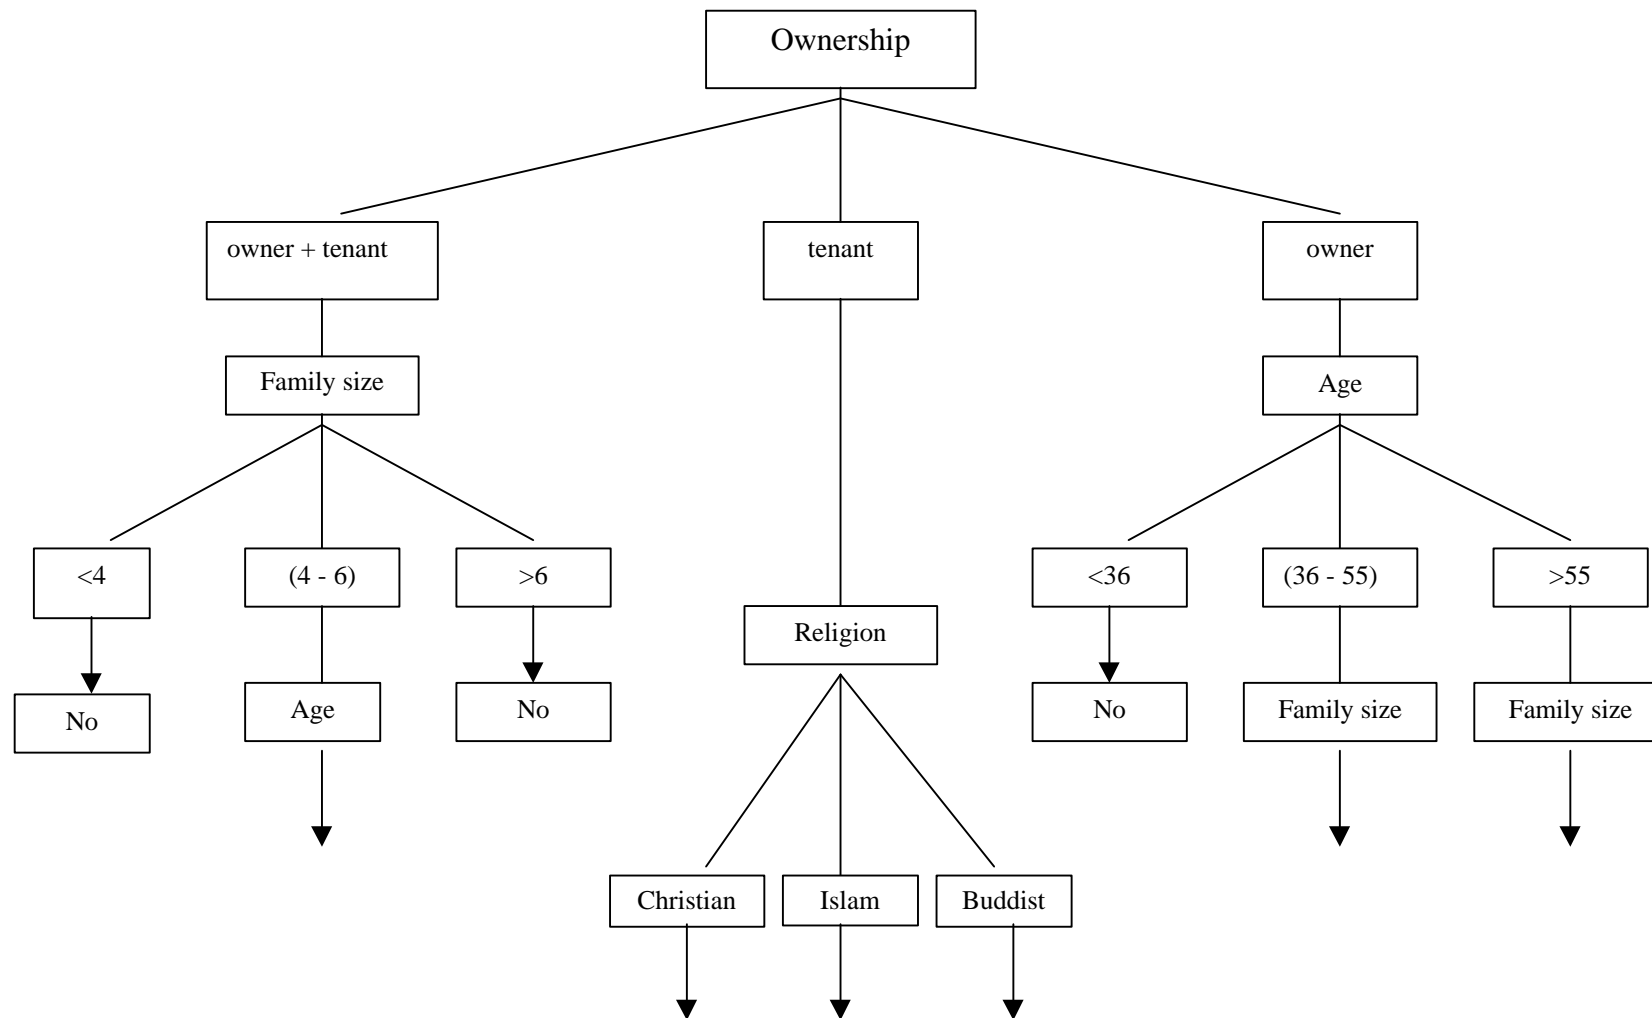 Ownership
owner + tenant
tenant
owner
Family size
Age
<4
(4 - 6)
>6
<36
(36 - 55)
>55
Religion
No
Age
No
No
Family size
Family size
Christian
Islam
Buddist